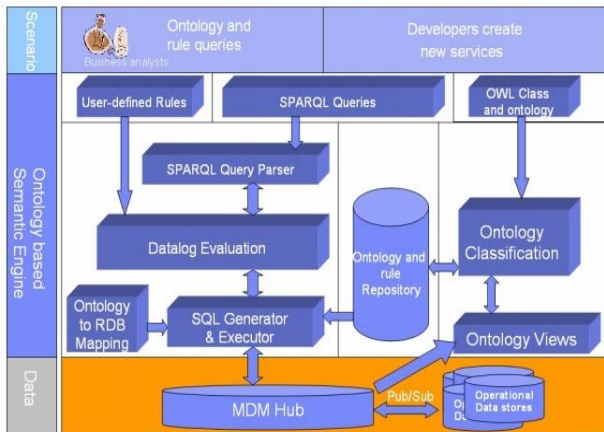 Scenario
Ontology and
rule queries
Business analysts
Developers create
new services
Ontology based
Semantic Engine
User-defined Rules
SPARQL Queries
OWL Class
and ontology
SPARQL Query Parser
Datalog Evaluation
Ontology and
rule
Repository
Ontology
Classification
Ontology
to RDB
Mapping
SQL Generator
& Executor
Ontology Views
Data
MDM Hub
Pub/Sub
Operational
Data stores